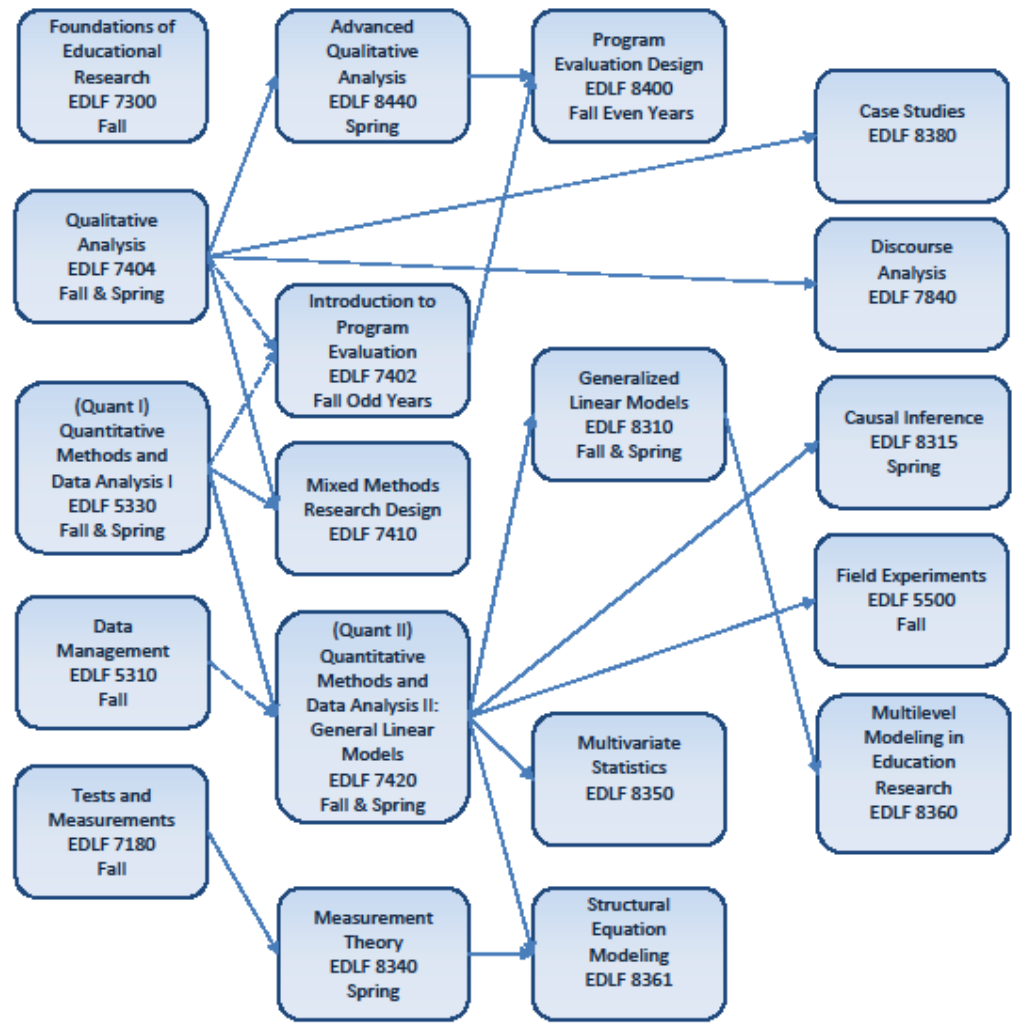 Foundations of
Educational
Research
EDLF 7300
Fall
Advanced
Qualitative
Analysis
EDLF 8440
Spring
Program
Evaluation Design
EDLF 8400
Fall Even Years
Case Studies
EDLF 8380
Qualitative
Analysis
EDLF 7404
Fall & Spring
Discourse
Analysis
EDLF 7840
Introduction to
Program
Evaluation
EDLF 7402
Fall Odd Years
Generalized
Linear Models
EDLF 8310
Fall & Spring
(Quant I)
Quantitative
Methods and
Data Analysis I
EDLF 5330
Fall & Spring
Causal Inference
EDLF 8315
Spring
Mixed Methods
Research Design
EDLF 7410
Field Experiments
EDLF 5500
Fall
Data
Management
EDLF 5310
Fall
(Quant II)
Quantitative
Methods and
Data Analysis II:
General Linear
Models
EDLF 7420
Fall & Spring
Multivariate
Statistics
EDLF 8350
Multilevel
Modeling in
Education
Research
EDLF 8360
Tests and
Measurements
EDLF 7180
Fall
Measurement
Theory
EDLF 8340
Spring
Structural
Equation
Modeling
EDLF 8361